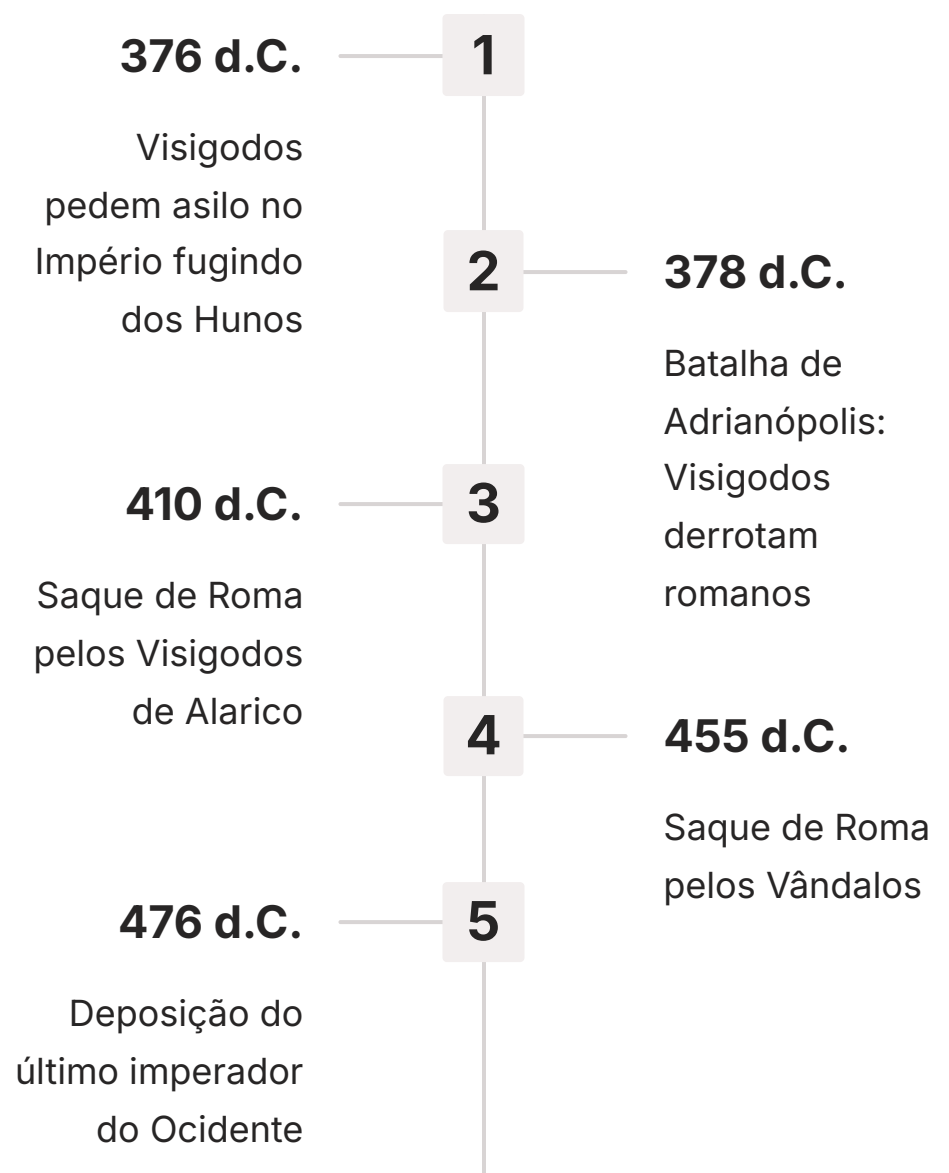 1
376 d.C.
Visigodos
pedem asilo no
Império fugindo
dos Hunos
2
378 d.C.
Batalha de
Adrianópolis:
Visigodos
derrotam
romanos
3
410 d.C.
Saque de Roma
pelos Visigodos
de Alarico
4
455 d.C.
Saque de Roma
pelos Vândalos
5
476 d.C.
Deposição do
último imperador
do Ocidente